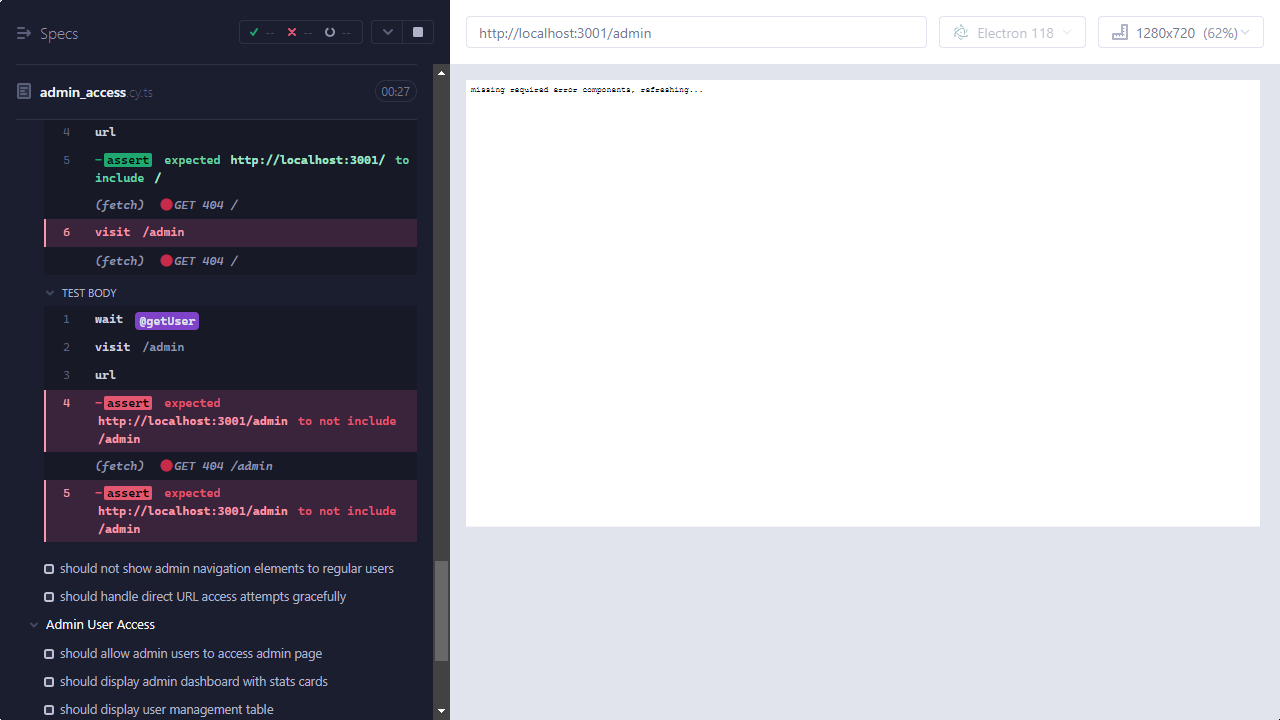 Specs
-- -- --
admin_access.cy.ts
00:27
4 url
5 -assert expected http://localhost:3001/ to
include /
(fetch) GET 404 /
6 visit /admin
(fetch) GET 404 /
TEST BODY
1 wait @getUser
2 visit /admin
3 url
4 -assert expected
http://localhost:3001/admin to not include
/admin
(fetch) GET 404 /admin
5 -assert expected
http://localhost:3001/admin to not include
/admin
should not show admin navigation elements to regular users
should handle direct URL access attempts gracefully
Admin User Access
should allow admin users to access admin page
should display admin dashboard with stats cards
should display user management table
http://localhost:3001/admin
Electron 118
1280x720 (62%)
missing required error components, refreshing...